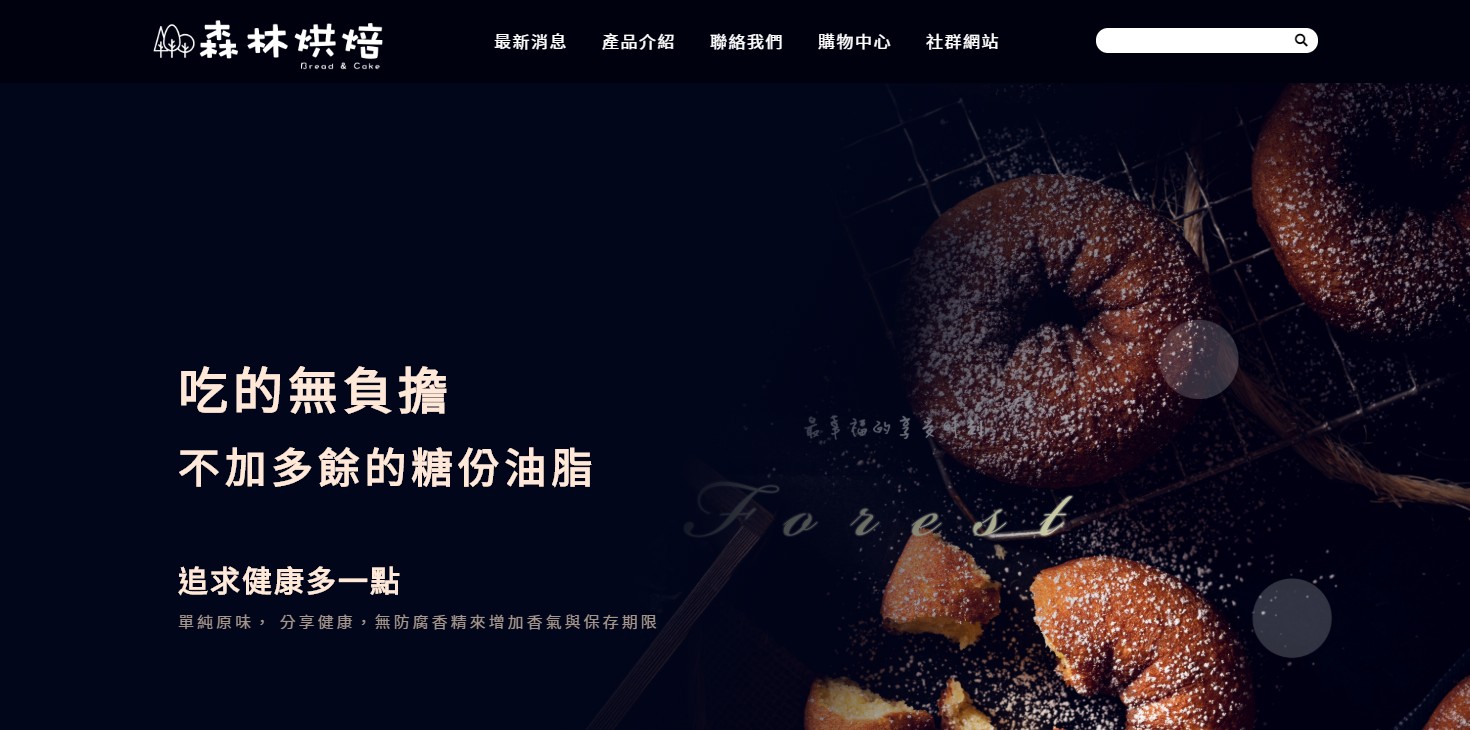 森林烘焙
Bread & Cake
最新消息 產品介紹 聯絡我們 購物中心 社群網站
吃的無負擔
不加多餘的糖份油脂
最幸福的享受
Forest
追求健康多一點
單純原味， 分享健康，無防腐香精來增加香氣與保存期限